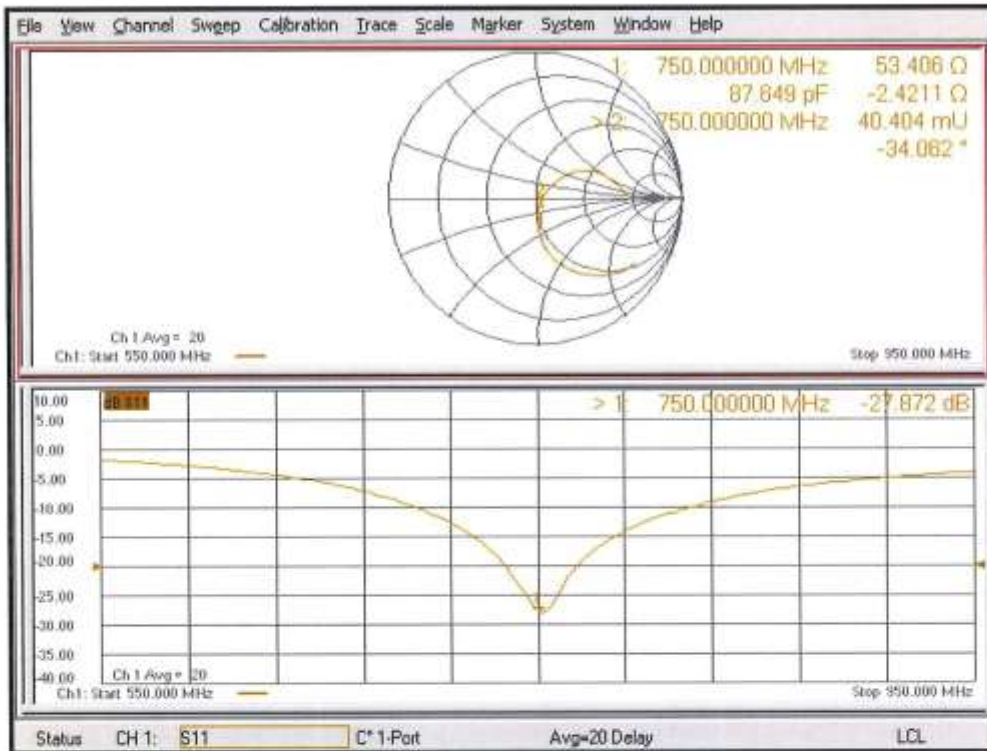 File View Channel Sweep Calibration Trace Scale Marker System Window Help
1: 750.000000 MHz 53.406 Ω
87.649 pF -2.4211 Ω
> 2: 750.000000 MHz 40.404 mU
-34.062 °
Ch 1 Avg = 20
Ch1: Start 550.000 MHz Stop 950.000 MHz
10.00 dB S11 > 1: 750.000000 MHz -27.872 dB
5.00
0.00
-5.00
-10.00
-15.00
-20.00
-25.00
-30.00
-35.00
-40.00 Ch 1 Avg = 20
Ch1: Start 550.000 MHz Stop 950.000 MHz
Status CH 1: S11 C* 1-Port Avg=20 Delay LCL